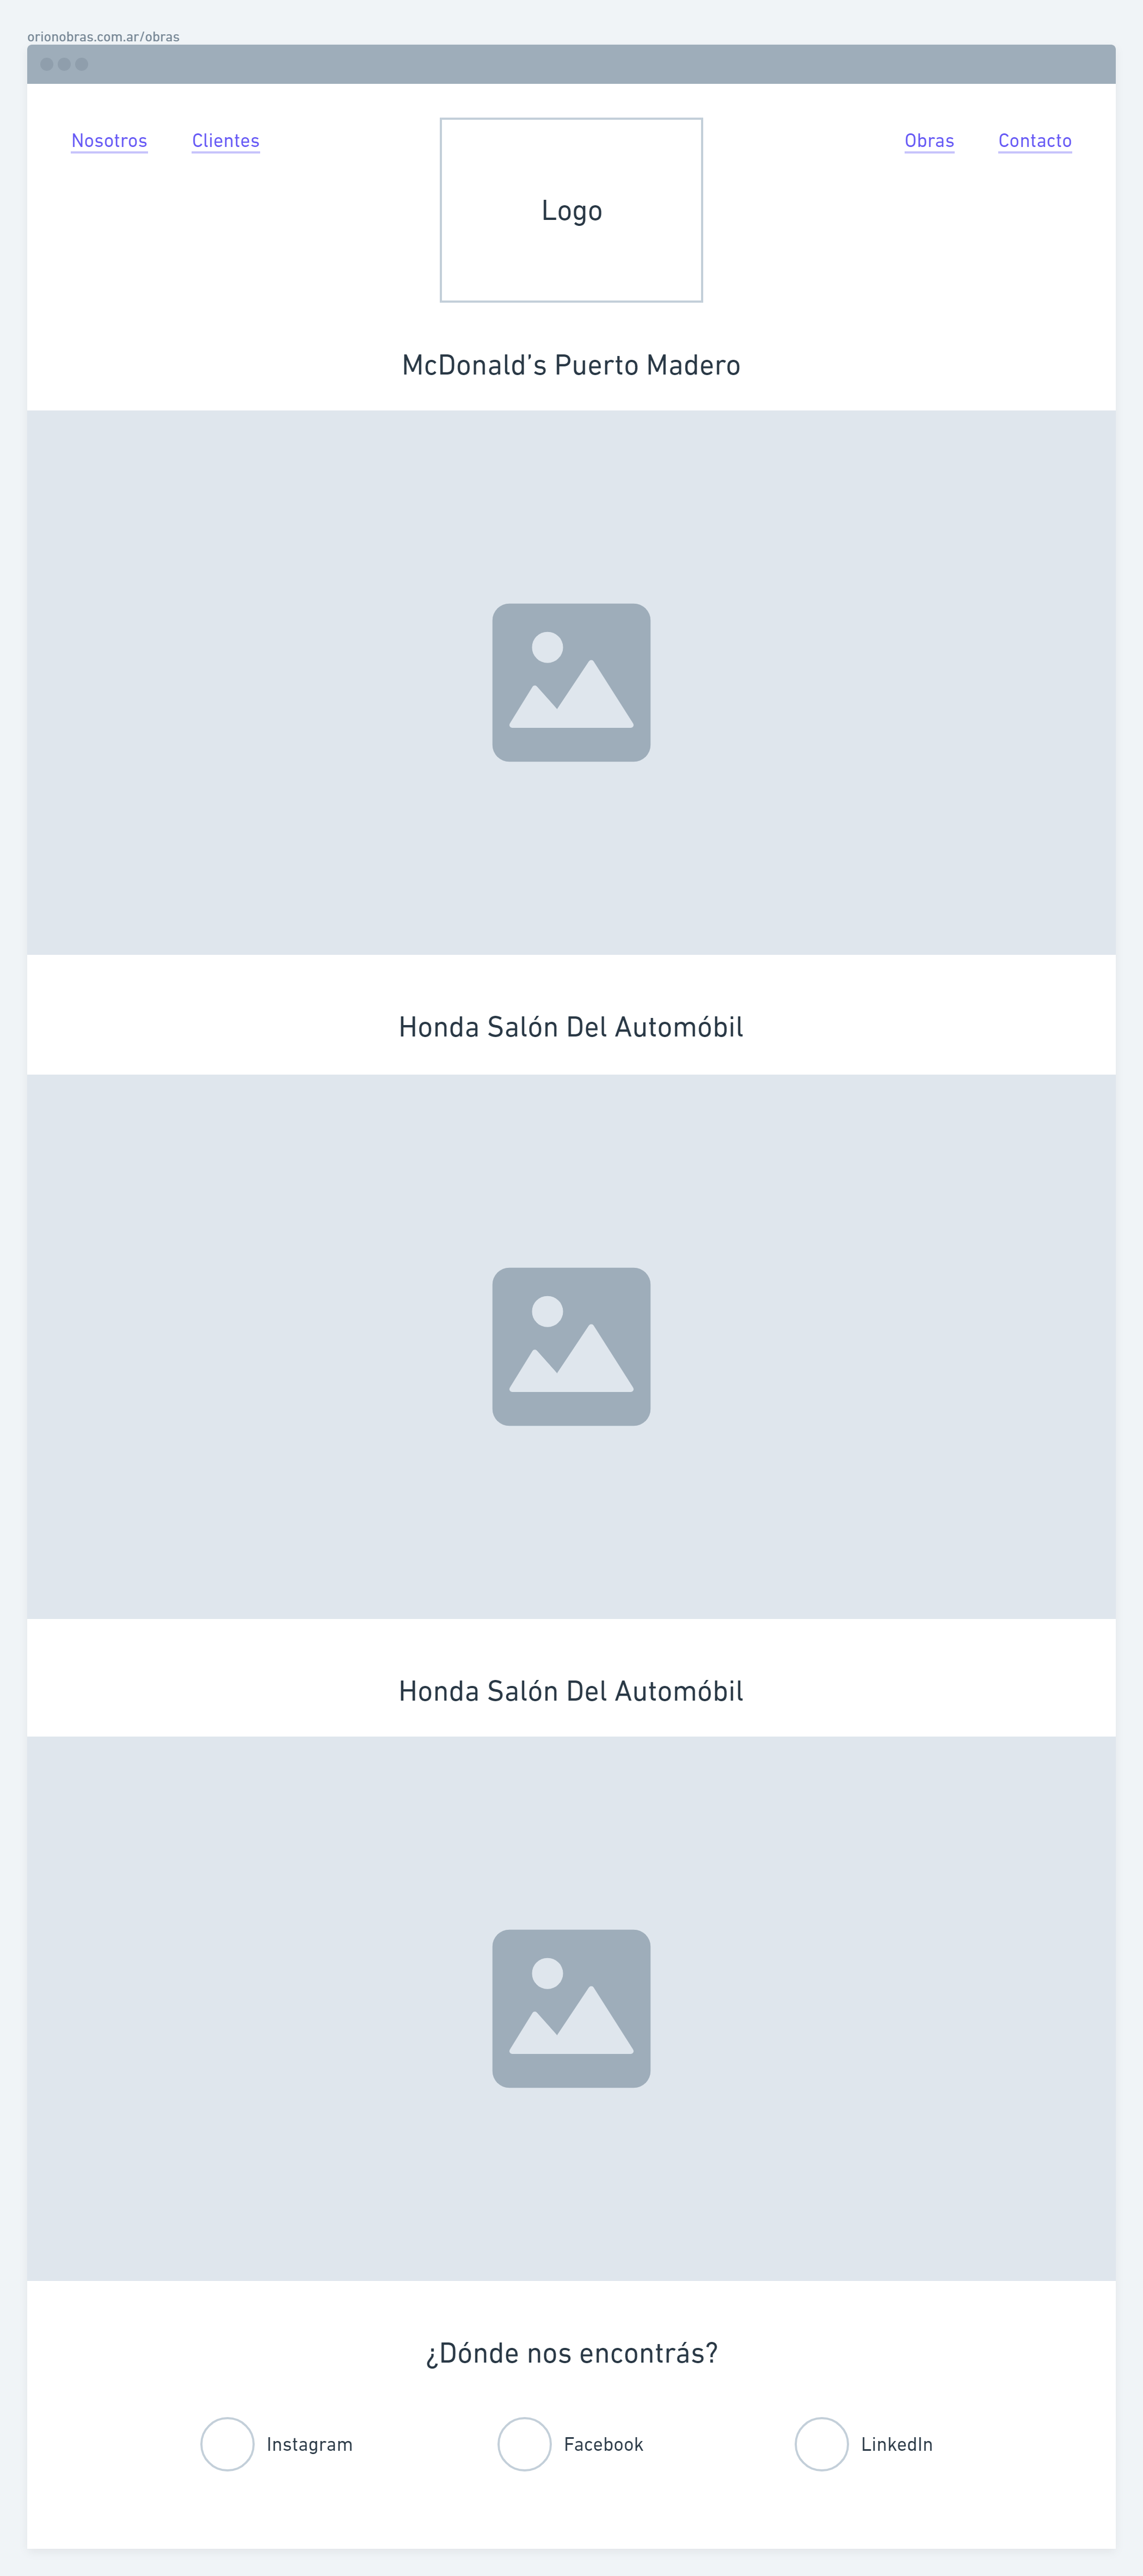 orionobras.com.ar/obras
Nosotros Clientes Obras Contacto
Logo
McDonald’s Puerto Madero
Honda Salón Del Automóbil
Honda Salón Del Automóbil
¿Dónde nos encontrás?
Instagram Facebook LinkedIn